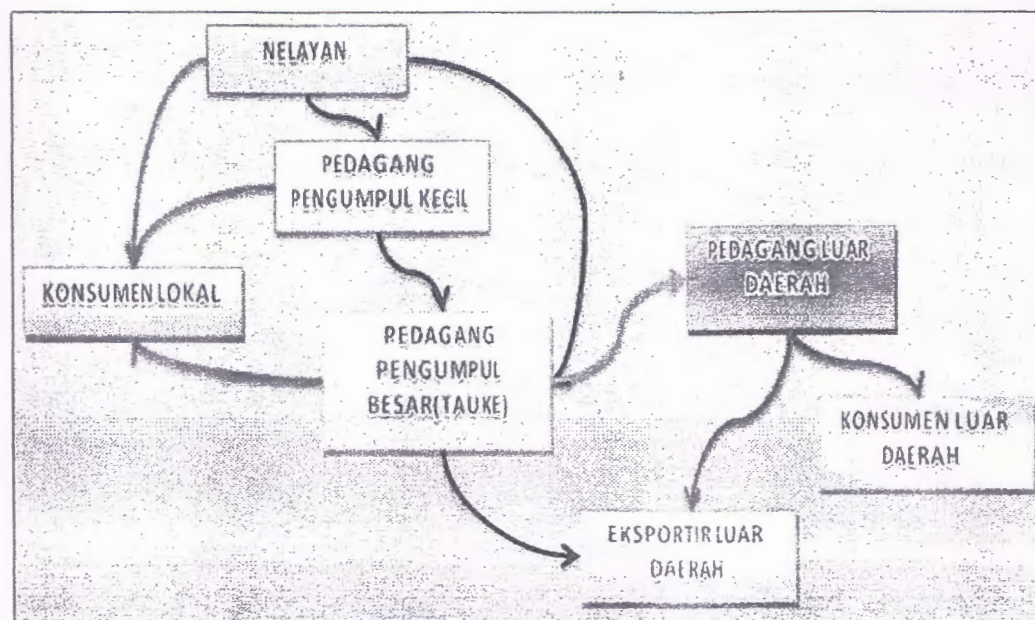 NELAYAN
PEDAGANG
PENGUMPUL KECIL
KONSUMEN LOKAL
PEDAGANG LUAR
DAERAH
PEDAGANG
PENGUMPUL
BESAR(TAUKE)
KONSUMEN LUAR
DAERAH
EKSPORTIR LUAR
DAERAH